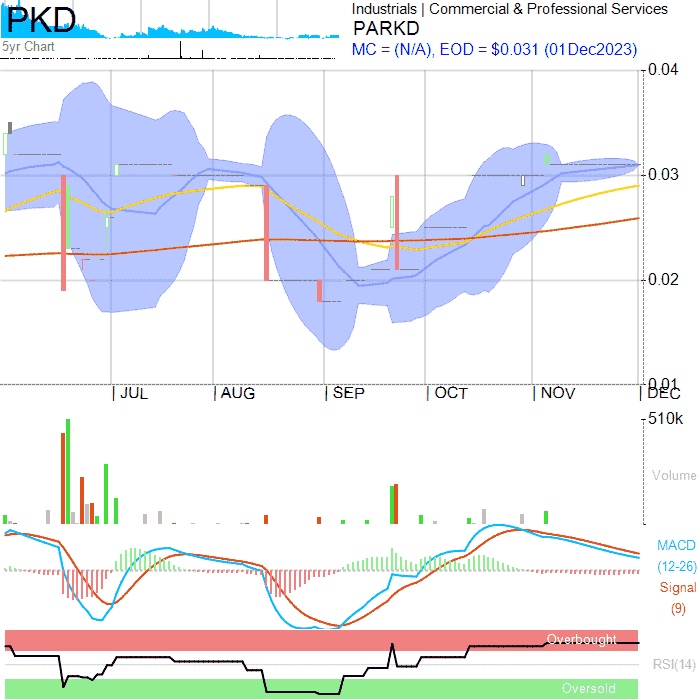 PKD
Industrials | Commercial & Professional Services
PARKD
MC = (N/A), EOD = $0.031 (01Dec2023)
5yr Chart
0.04
0.03
0.02
0.01
JUL AUG SEP OCT NOV DEC
510k
Volume
MACD
(12-26)
Signal
(9)
Overbought
RSI(14)
Oversold